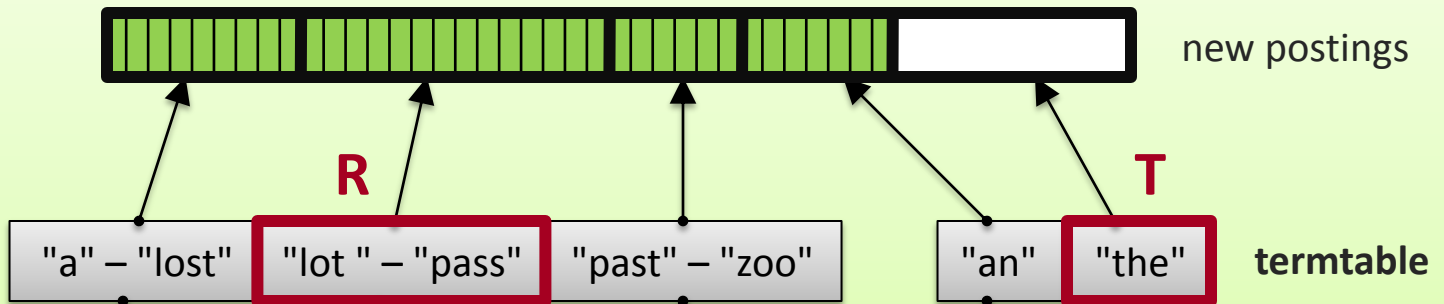 new postings
R T
"a" – "lost" "lot " – "pass" "past" – "zoo" "an" "the" termtable